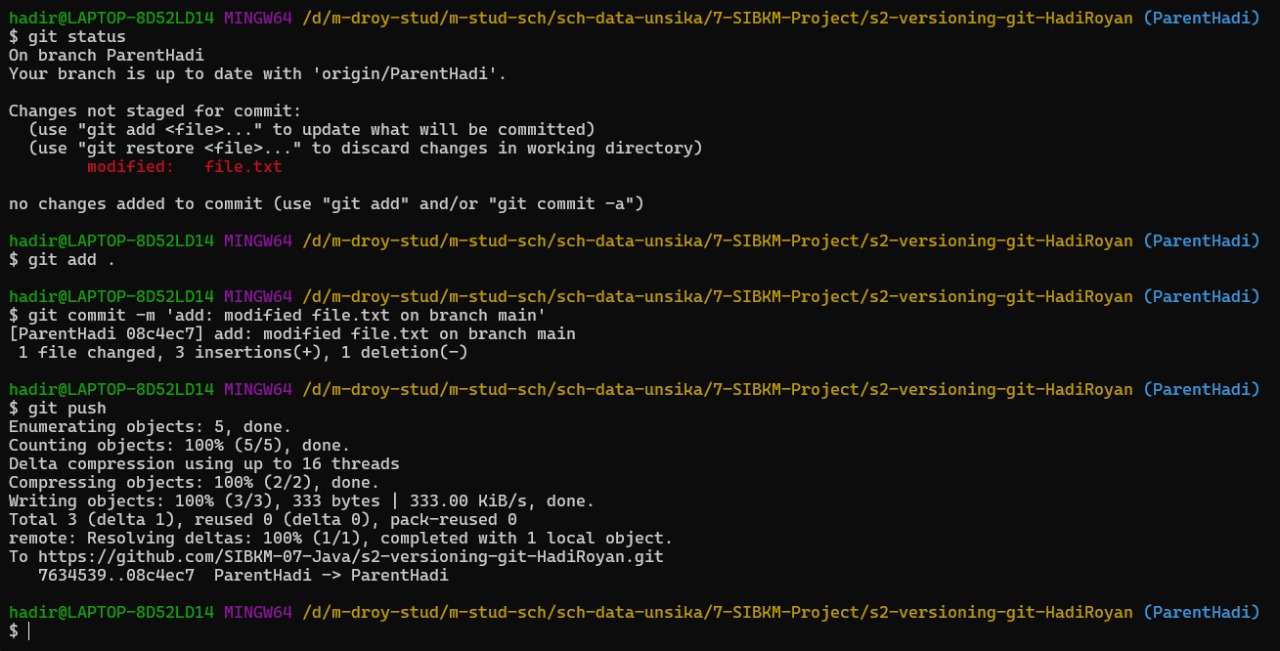 hadir@LAPTOP-8D52LD14 MINGW64 /d/m-droy-stud/m-stud-sch/sch-data-unsika/7-SIBKM-Project/s2-versioning-git-HadiRoyan (ParentHadi)
$ git status
On branch ParentHadi
Your branch is up to date with 'origin/ParentHadi'.
Changes not staged for commit:
  (use "git add <file>..." to update what will be committed)
  (use "git restore <file>..." to discard changes in working directory)
        modified:   file.txt
no changes added to commit (use "git add" and/or "git commit -a")
hadir@LAPTOP-8D52LD14 MINGW64 /d/m-droy-stud/m-stud-sch/sch-data-unsika/7-SIBKM-Project/s2-versioning-git-HadiRoyan (ParentHadi)
$ git add .
hadir@LAPTOP-8D52LD14 MINGW64 /d/m-droy-stud/m-stud-sch/sch-data-unsika/7-SIBKM-Project/s2-versioning-git-HadiRoyan (ParentHadi)
$ git commit -m 'add: modified file.txt on branch main'
[ParentHadi 08c4ec7] add: modified file.txt on branch main
 1 file changed, 3 insertions(+), 1 deletion(-)
hadir@LAPTOP-8D52LD14 MINGW64 /d/m-droy-stud/m-stud-sch/sch-data-unsika/7-SIBKM-Project/s2-versioning-git-HadiRoyan (ParentHadi)
$ git push
Enumerating objects: 5, done.
Counting objects: 100% (5/5), done.
Delta compression using up to 16 threads
Compressing objects: 100% (2/2), done.
Writing objects: 100% (3/3), 333 bytes | 333.00 KiB/s, done.
Total 3 (delta 1), reused 0 (delta 0), pack-reused 0
remote: Resolving deltas: 100% (1/1), completed with 1 local object.
To https://github.com/SIBKM-07-Java/s2-versioning-git-HadiRoyan.git
   7634539..08c4ec7  ParentHadi -> ParentHadi
hadir@LAPTOP-8D52LD14 MINGW64 /d/m-droy-stud/m-stud-sch/sch-data-unsika/7-SIBKM-Project/s2-versioning-git-HadiRoyan (ParentHadi)
$